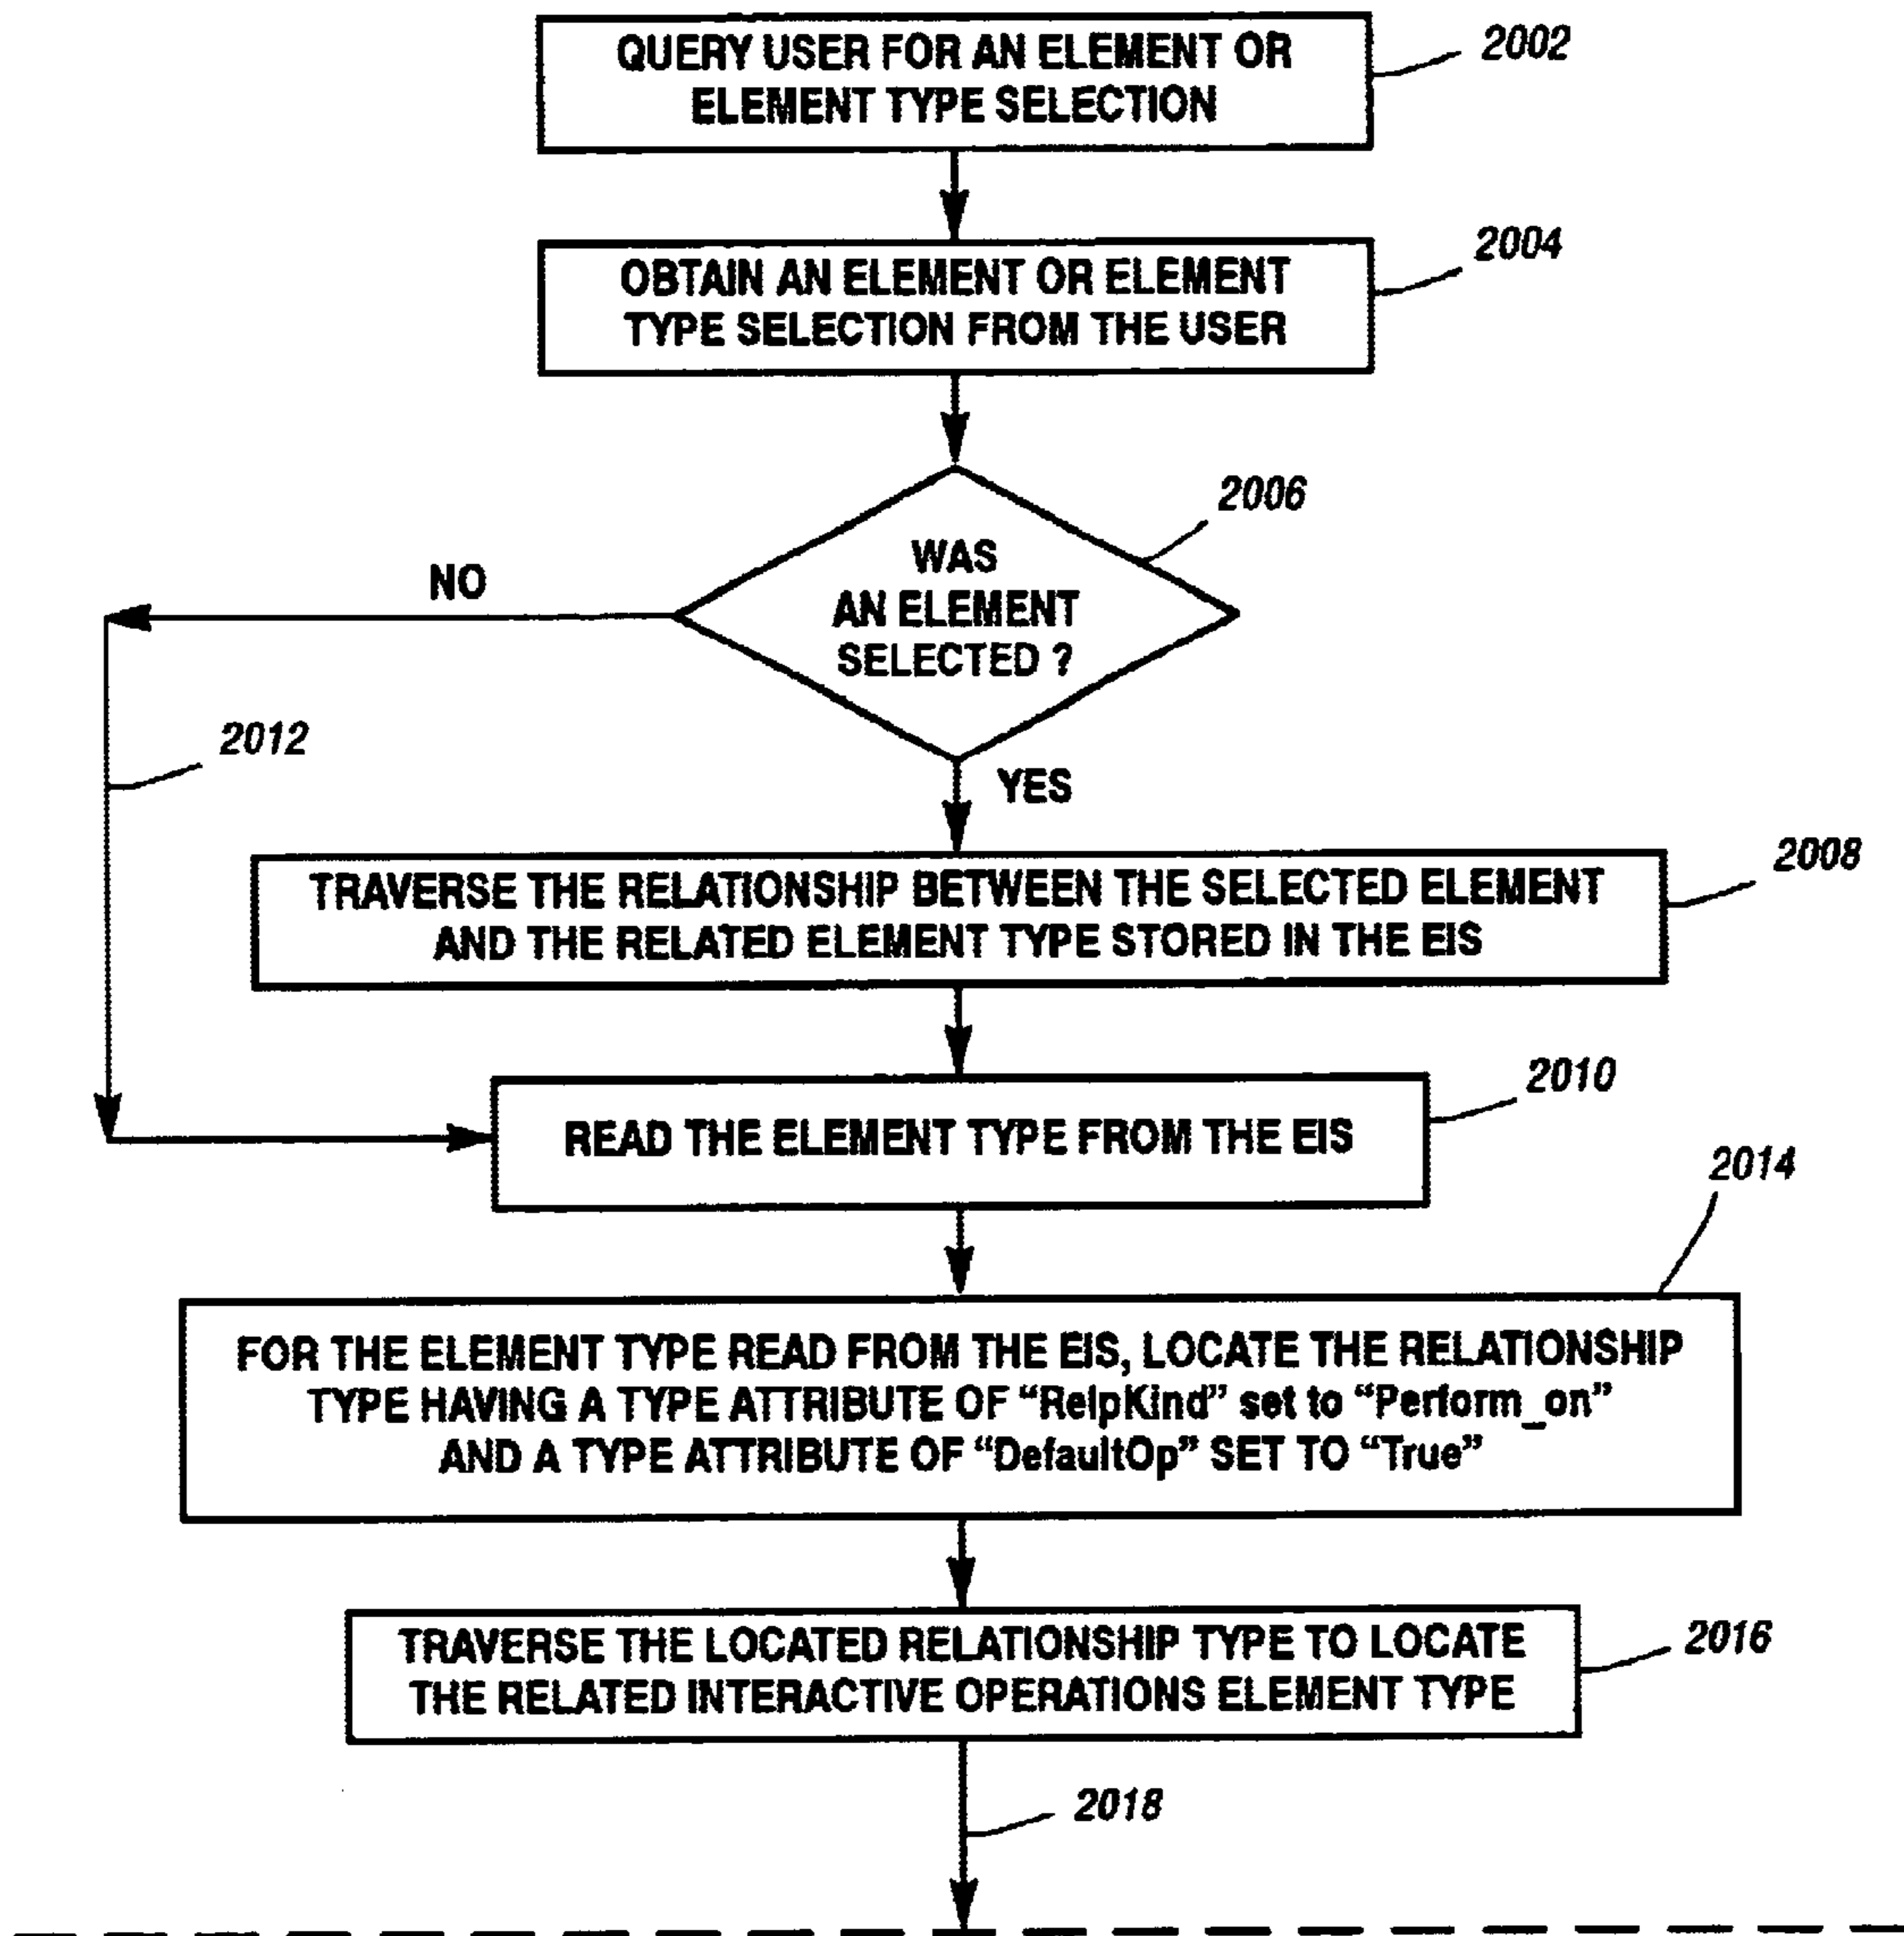 QUERY USER FOR AN ELEMENT OR
ELEMENT TYPE SELECTION
2002
OBTAIN AN ELEMENT OR ELEMENT
TYPE SELECTION FROM THE USER
2004
WAS
AN ELEMENT
SELECTED ?
2006
NO
2012
YES
TRAVERSE THE RELATIONSHIP BETWEEN THE SELECTED ELEMENT
AND THE RELATED ELEMENT TYPE STORED IN THE EIS
2008
READ THE ELEMENT TYPE FROM THE EIS
2010
FOR THE ELEMENT TYPE READ FROM THE EIS, LOCATE THE RELATIONSHIP
TYPE HAVING A TYPE ATTRIBUTE OF “RelpKind” set to “Perform_on”
AND A TYPE ATTRIBUTE OF “DefaultOp” SET TO “True”
2014
TRAVERSE THE LOCATED RELATIONSHIP TYPE TO LOCATE
THE RELATED INTERACTIVE OPERATIONS ELEMENT TYPE
2016
2018